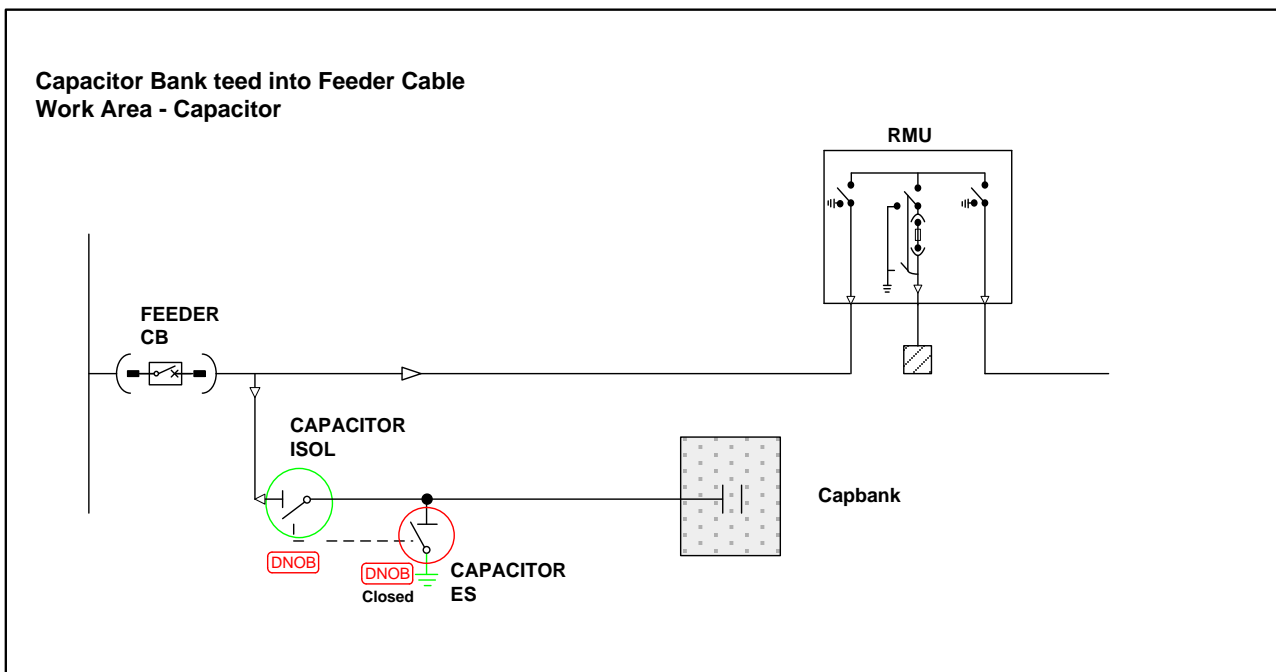 Capacitor Bank teed into Feeder Cable
Work Area - Capacitor
RMU
FEEDER
CB
CAPACITOR
ISOL
Capbank
DNOB
DNOB
Closed
CAPACITOR
ES